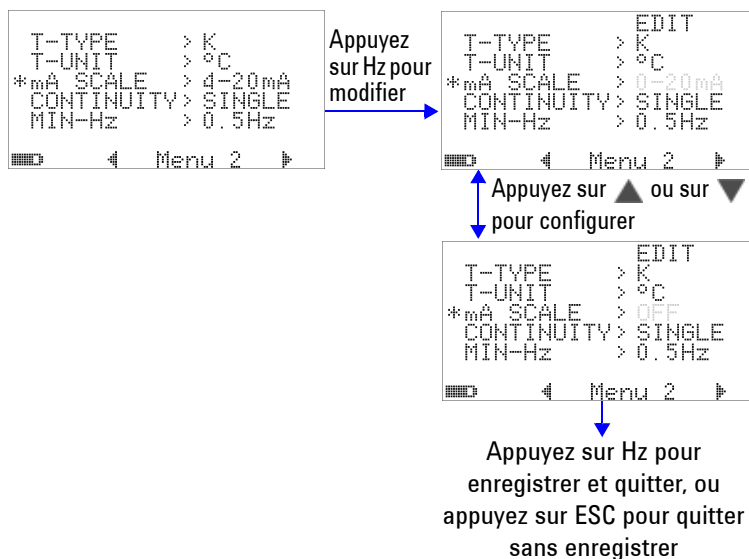 T-TYPE > K
T-UNIT > °C
*mA SCALE > 4-20mA
CONTINUITY> SINGLE
MIN-Hz > 0.5Hz
Menu 2
Appuyez
sur Hz pour
modifier
EDIT
T-TYPE > K
T-UNIT > °C
*mA SCALE > 0-20mA
CONTINUITY> SINGLE
MIN-Hz > 0.5Hz
Menu 2
Appuyez sur ▲ ou sur ▼
pour configurer
EDIT
T-TYPE > K
T-UNIT > °C
*mA SCALE > OFF
CONTINUITY> SINGLE
MIN-Hz > 0.5Hz
Menu 2
Appuyez sur Hz pour
enregistrer et quitter, ou
appuyez sur ESC pour quitter
sans enregistrer